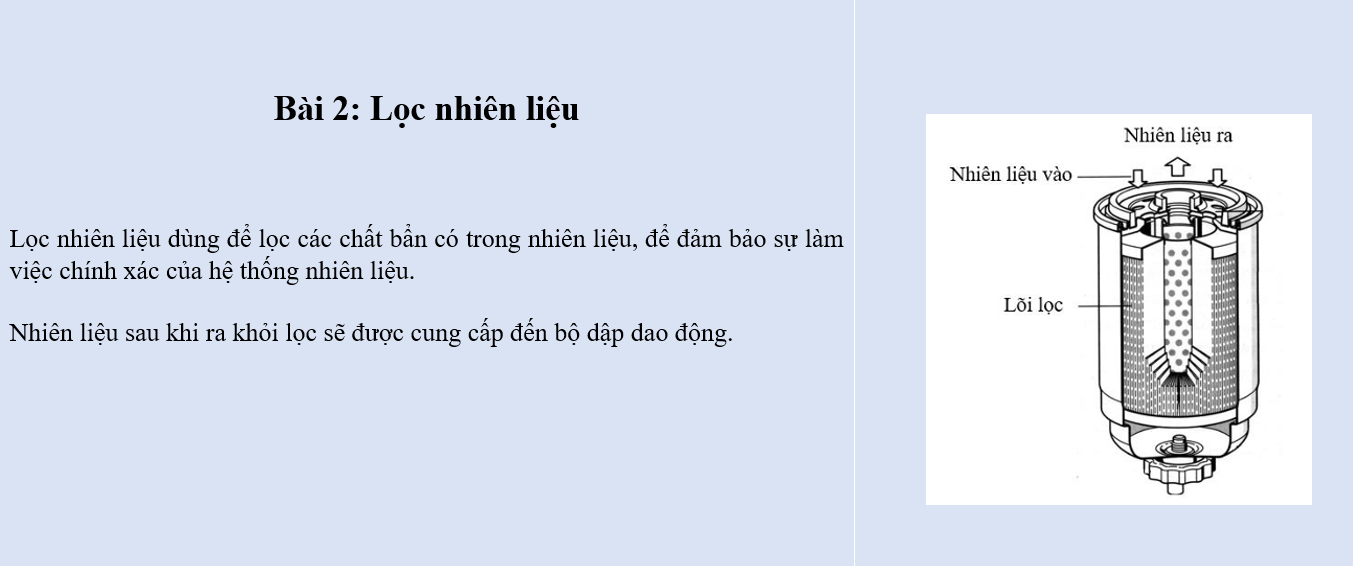 Bài 2: Lọc nhiên liệu
Lọc nhiên liệu dùng để lọc các chất bẩn có trong nhiên liệu, để đảm bảo sự làm
việc chính xác của hệ thống nhiên liệu.
Nhiên liệu sau khi ra khỏi lọc sẽ được cung cấp đến bộ dập dao động.
Nhiên liệu ra
Nhiên liệu vào
Lõi lọc